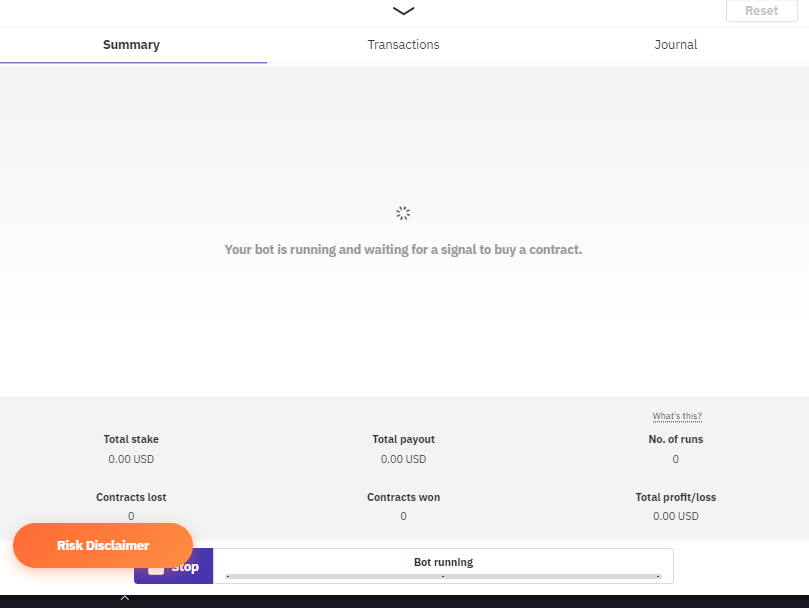 Reset
Summary
Transactions
Journal
Your bot is running and waiting for a signal to buy a contract.
What's this?
Total stake
Total payout
No. of runs
0.00 USD
0.00 USD
0
Contracts lost
Contracts won
Total profit/loss
0
0
0.00 USD
Risk Disclaimer
Stop
Bot running